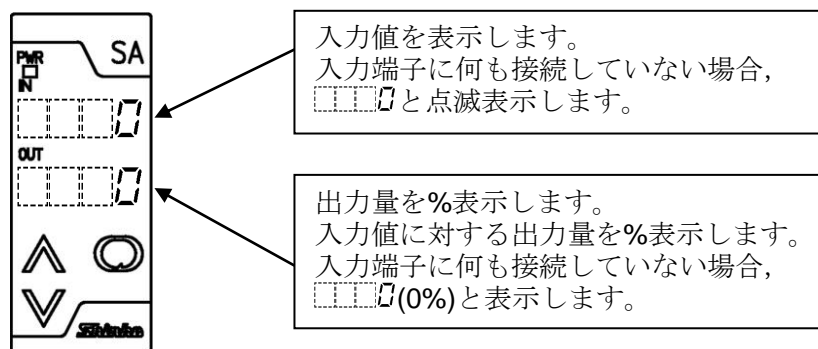 PWR
SA
IN
0
OUT
0
Shinko
入力値を表示します。
入力端子に何も接続していない場合,
0と点滅表示します。
出力量を%表示します。
入力値に対する出力量を%表示します。
入力端子に何も接続していない場合,
0(0%)と表示します。